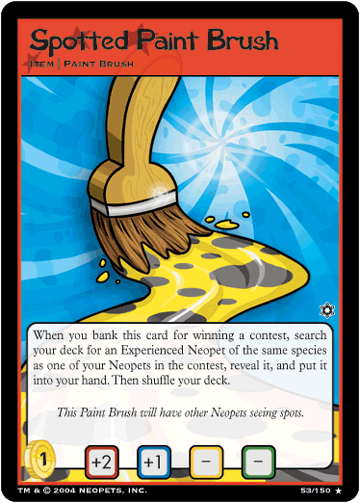 Spotted Paint Brush
Item | Paint Brush
When you bank this card for winning a contest, search
your deck for an Experienced Neopet of the same species
as one of your Neopets in the contest, reveal it, and put it
into your hand. Then shuffle your deck.
This Paint Brush will have other Neopets seeing spots.
1 +2 +1 – –
TM & © 2004 NEOPETS, INC. 53/150 ★